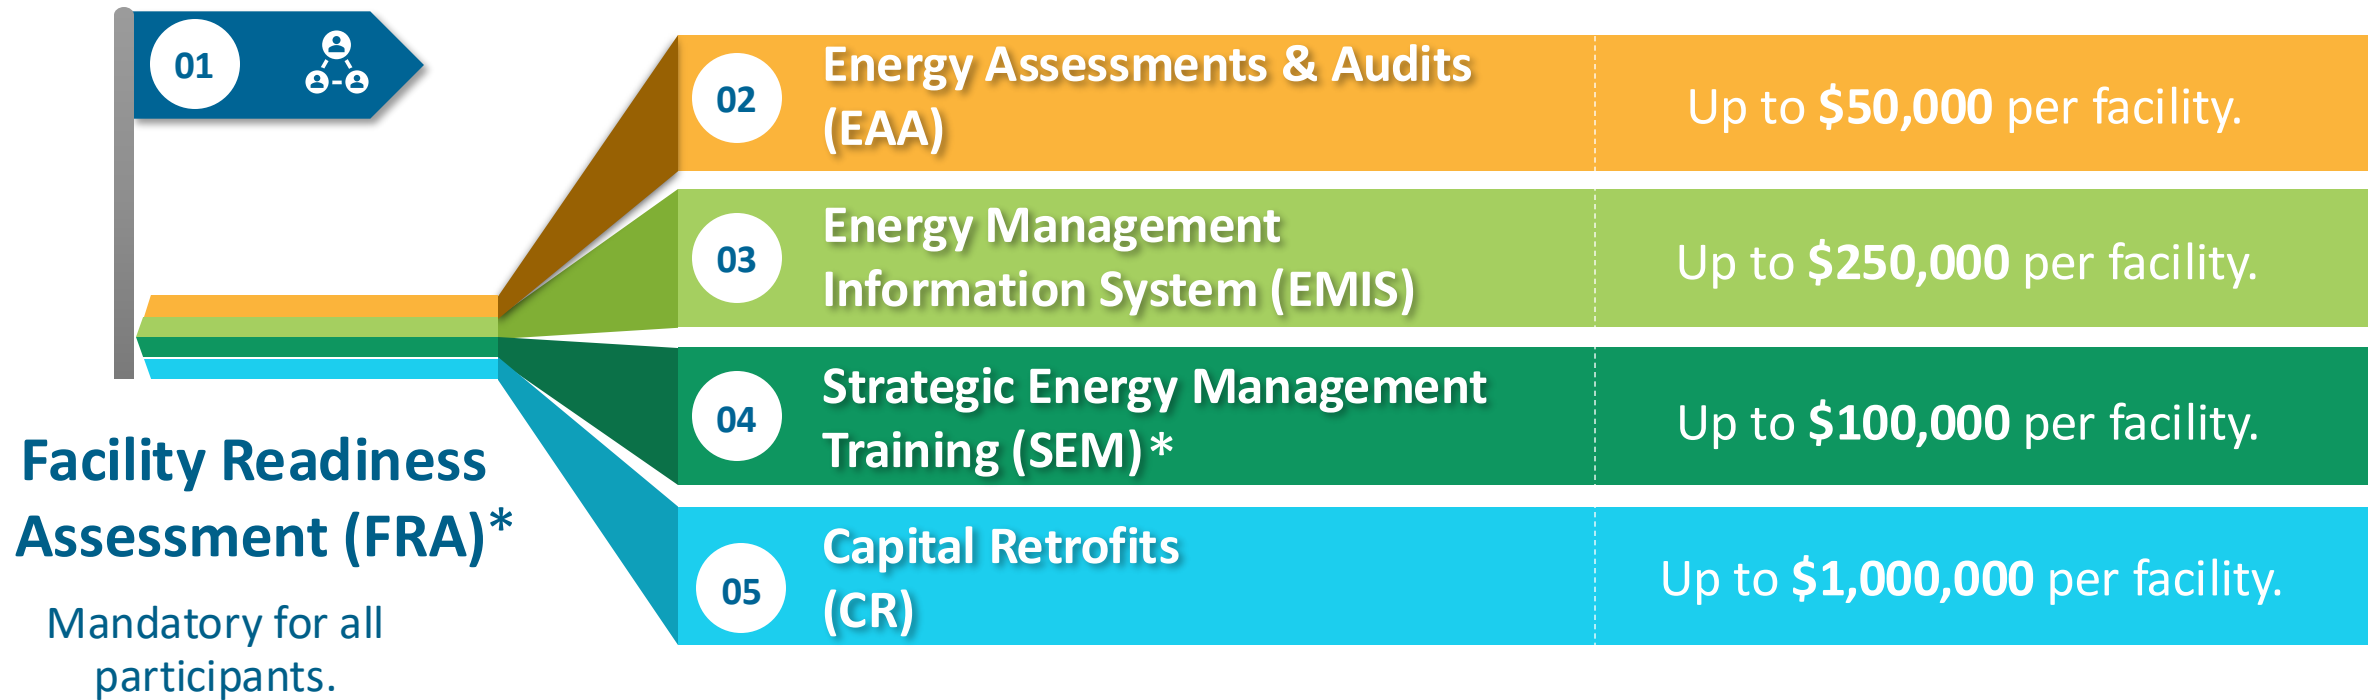 01
Facility Readiness
Assessment (FRA)*
Mandatory for all
participants.
02
Energy Assessments & Audits
(EAA)
Up to $50,000 per facility.
03
Energy Management
Information System (EMIS)
Up to $250,000 per facility.
04
Strategic Energy Management
Training (SEM)*
Up to $100,000 per facility.
05
Capital Retrofits
(CR)
Up to $1,000,000 per facility.